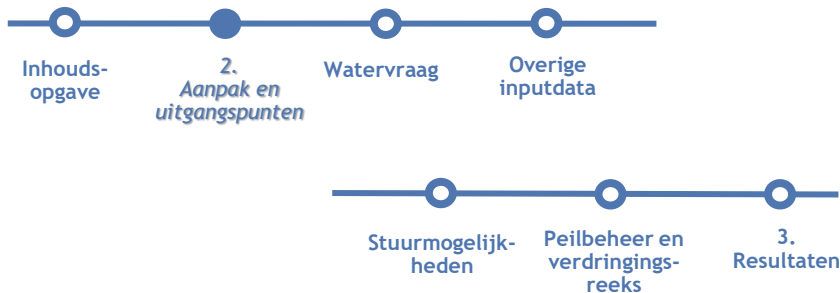 Inhouds-
opgave
2.
Aanpak en
uitgangspunten
Watervraag
Overige
inputdata
Stuurmogelijk-
heden
Peilbeheer en
verdringings-
reeks
3.
Resultaten